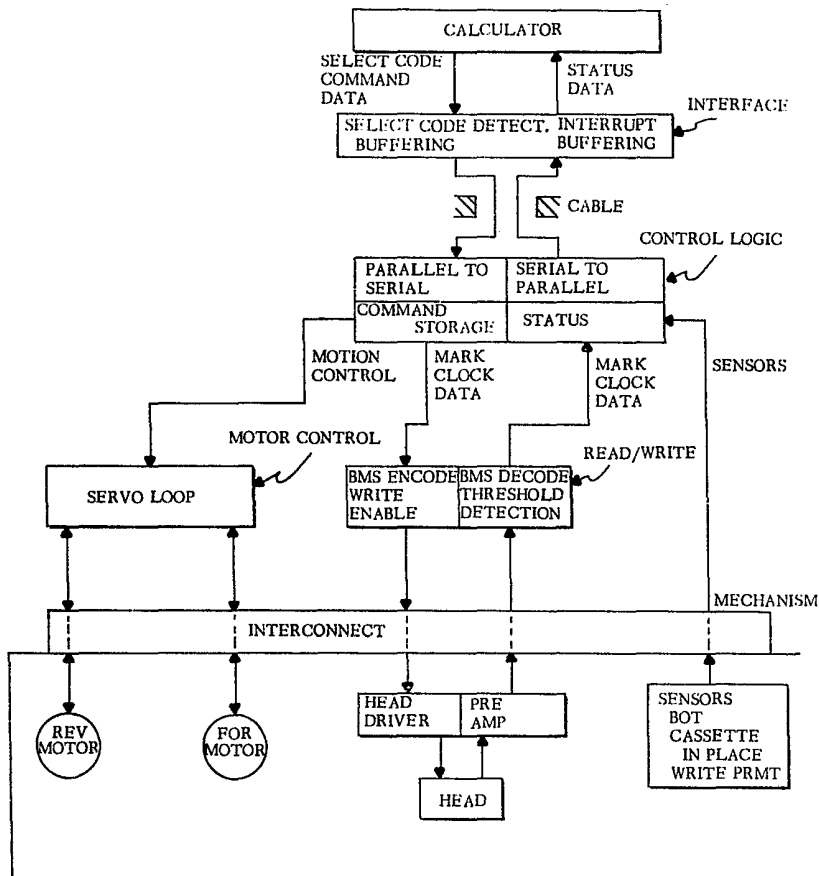 CALCULATOR
SELECT CODE
COMMAND
DATA
STATUS
DATA
INTERFACE
SELECT CODE DETECT.
BUFFERING
INTERRUPT
BUFFERING
CABLE
CONTROL LOGIC
PARALLEL TO
SERIAL
SERIAL TO
PARALLEL
COMMAND
STORAGE
STATUS
MOTION
CONTROL
MARK
CLOCK
DATA
MARK
CLOCK
DATA
SENSORS
MOTOR CONTROL
READ/WRITE
SERVO LOOP
BMS ENCODE
WRITE
ENABLE
BMS DECODE
THRESHOLD
DETECTION
MECHANISM
INTERCONNECT
REV
MOTOR
FOR
MOTOR
HEAD
DRIVER
PRE
AMP
HEAD
SENSORS
BOT
CASSETTE
IN PLACE
WRITE PRMT